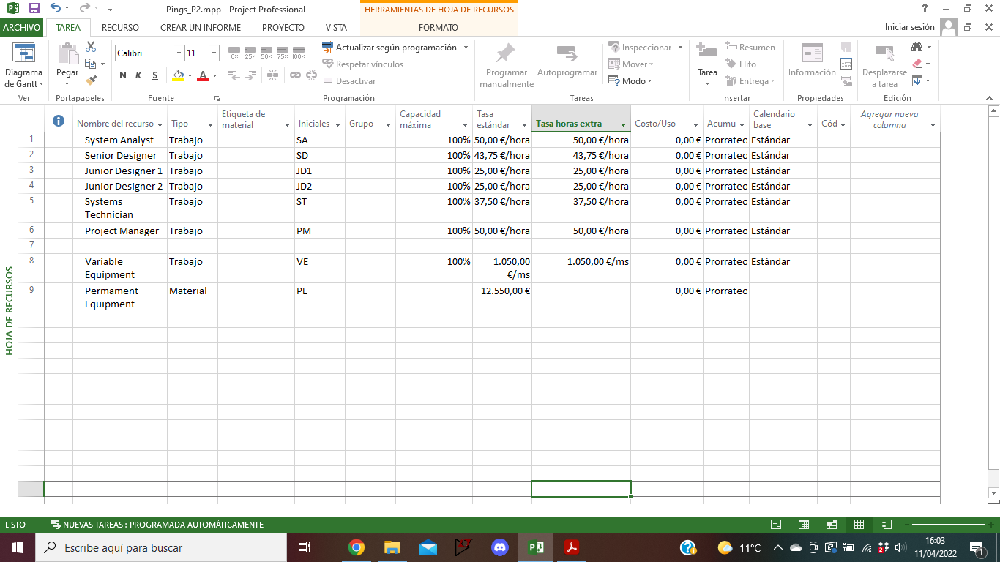 Pings_P2.mpp - Project Professional
HERRAMIENTAS DE HOJA DE RECURSOS
?
ARCHIVO TAREA RECURSO CREAR UN INFORME PROYECTO VISTA FORMATO Iniciar sesión
Diagrama de Gantt
Ver
Pegar
Portapapeles
Calibri 11
N K S A
Fuente
0% 25% 50% 75% 100%
Actualizar según programación
Respetar vínculos
Desactivar
Programación
Programar manualmente
Autoprogramar
Inspeccionar
Mover
Modo
Tareas
Tarea
Resumen
Hito
Entrega
Insertar
Información
Propiedades
Desplazarse a tarea
Edición
Nombre del recurso Tipo Etiqueta de material Iniciales Grupo Capacidad máxima Tasa estándar Tasa horas extra Costo/Uso Acumu Calendario base Cód Agregar nueva columna
1 System Analyst Trabajo SA 100% 50,00 €/hora 50,00 €/hora 0,00 € Prorrateo Estándar
2 Senior Designer Trabajo SD 100% 43,75 €/hora 43,75 €/hora 0,00 € Prorrateo Estándar
3 Junior Designer 1 Trabajo JD1 100% 25,00 €/hora 25,00 €/hora 0,00 € Prorrateo Estándar
4 Junior Designer 2 Trabajo JD2 100% 25,00 €/hora 25,00 €/hora 0,00 € Prorrateo Estándar
5 Systems Technician Trabajo ST 100% 37,50 €/hora 37,50 €/hora 0,00 € Prorrateo Estándar
6 Project Manager Trabajo PM 100% 50,00 €/hora 50,00 €/hora 0,00 € Prorrateo Estándar
7
8 Variable Equipment Trabajo VE 100% 1.050,00 €/ms 1.050,00 €/ms 0,00 € Prorrateo Estándar
9 Permament Equipment Material PE 12.550,00 € 0,00 € Prorrateo
HOJA DE RECURSOS
LISTO NUEVAS TAREAS : PROGRAMADA AUTOMÁTICAMENTE
Escribe aquí para buscar
11°C
16:03
11/04/2022
1